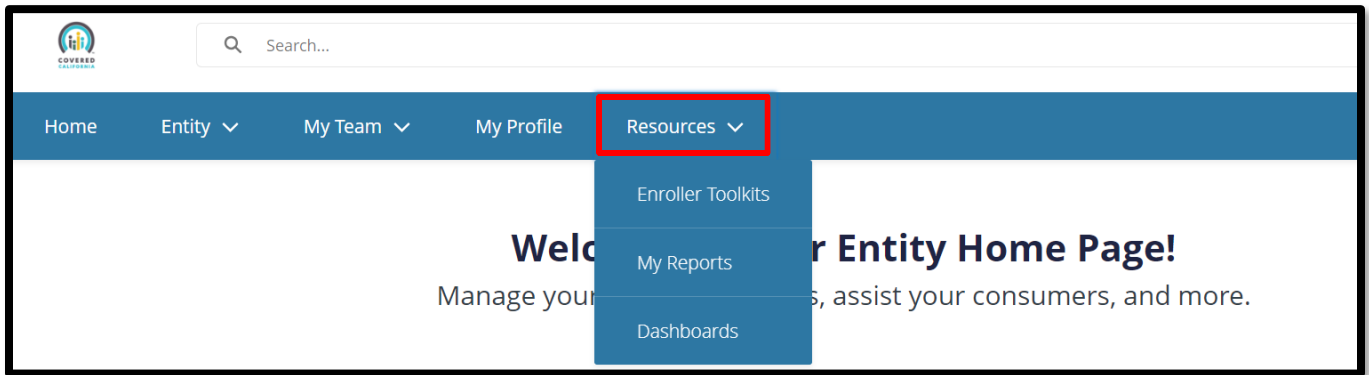 COVERED
CALIFORNIA
Search...
Home Entity My Team My Profile Resources
Enroller Toolkits
My Reports
Dashboards
r Entity Home Page!
Manage your , assist your consumers, and more.